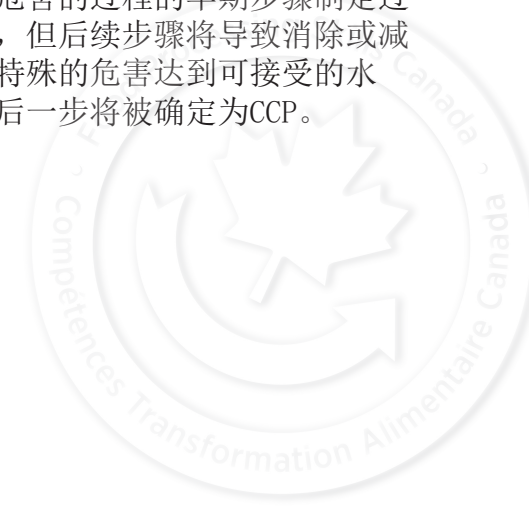 危害的过程的早期步骤制定过
，但后续步骤将导致消除或减
特殊的危害达到可接受的水
后一步将被确定为CCP。
Canada
Compétences Transformation Alimentaire Canada